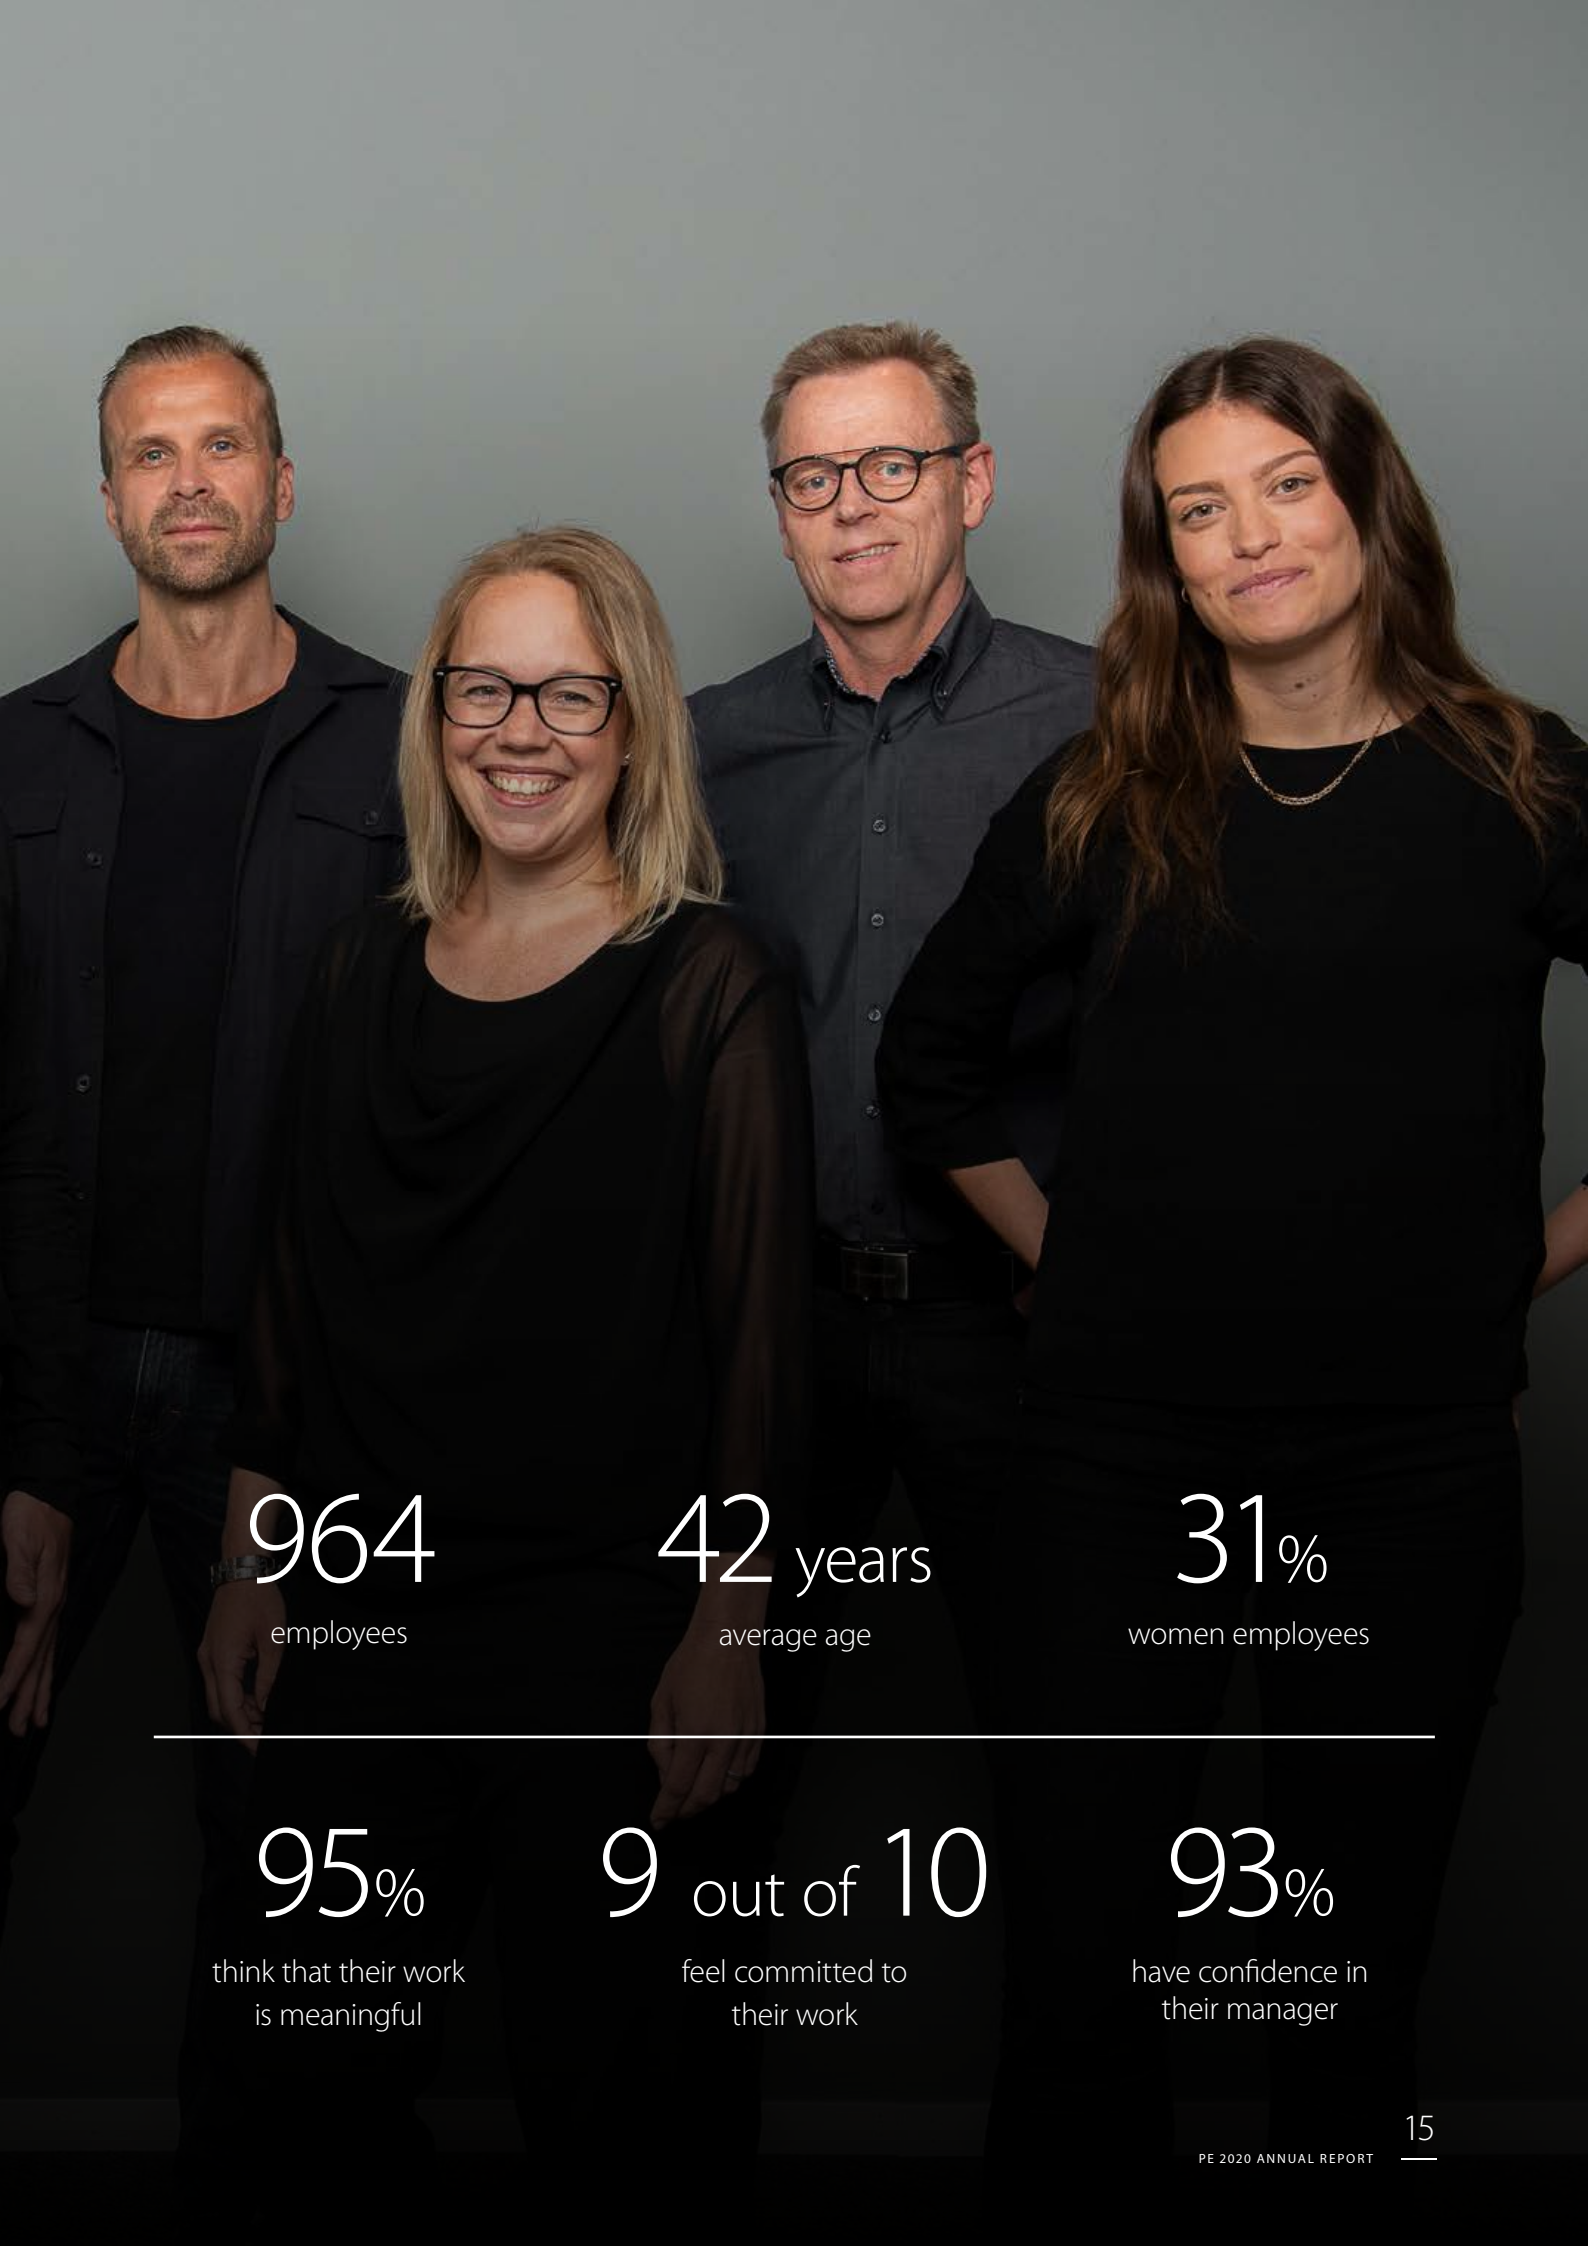 964
employees
42 years
average age
31%
women employees
95%
think that their work
is meaningful
9 out of 10
feel committed to
their work
93%
have confidence in
their manager
15
PE 2020 ANNUAL REPORT